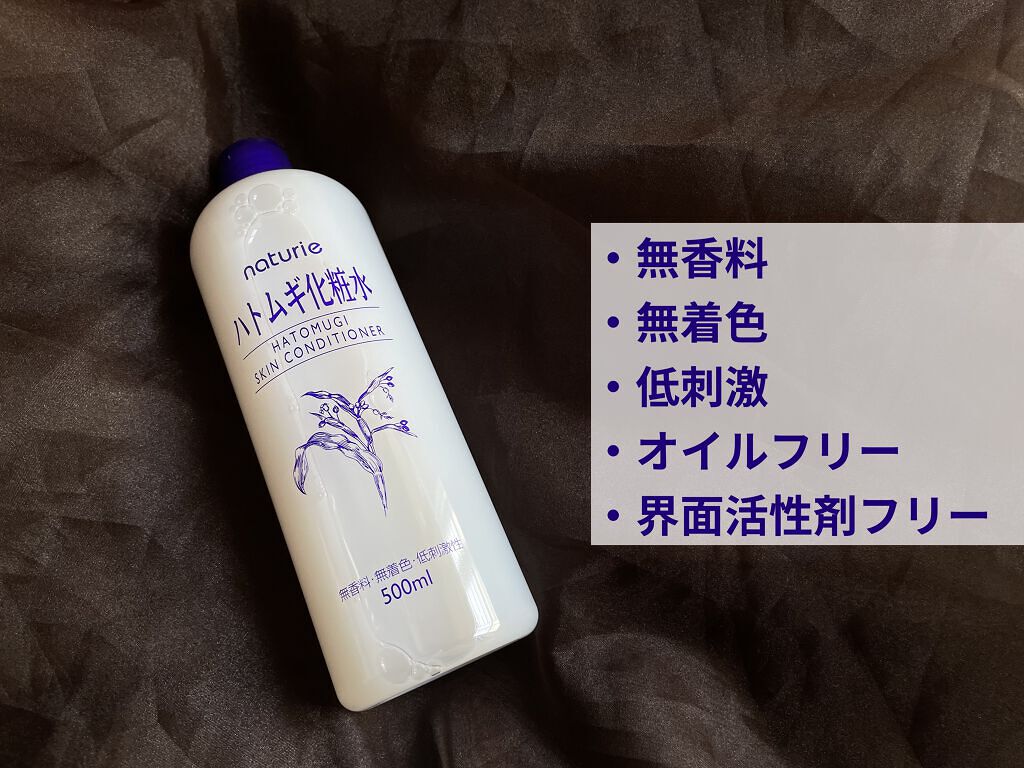 naturie
ハトムギ化粧水
HATOMUGI
SKIN CONDITIONER
無香料・無着色・低刺激性
500ml
・無香料
・無着色
・低刺激
・オイルフリー
・界面活性剤フリー